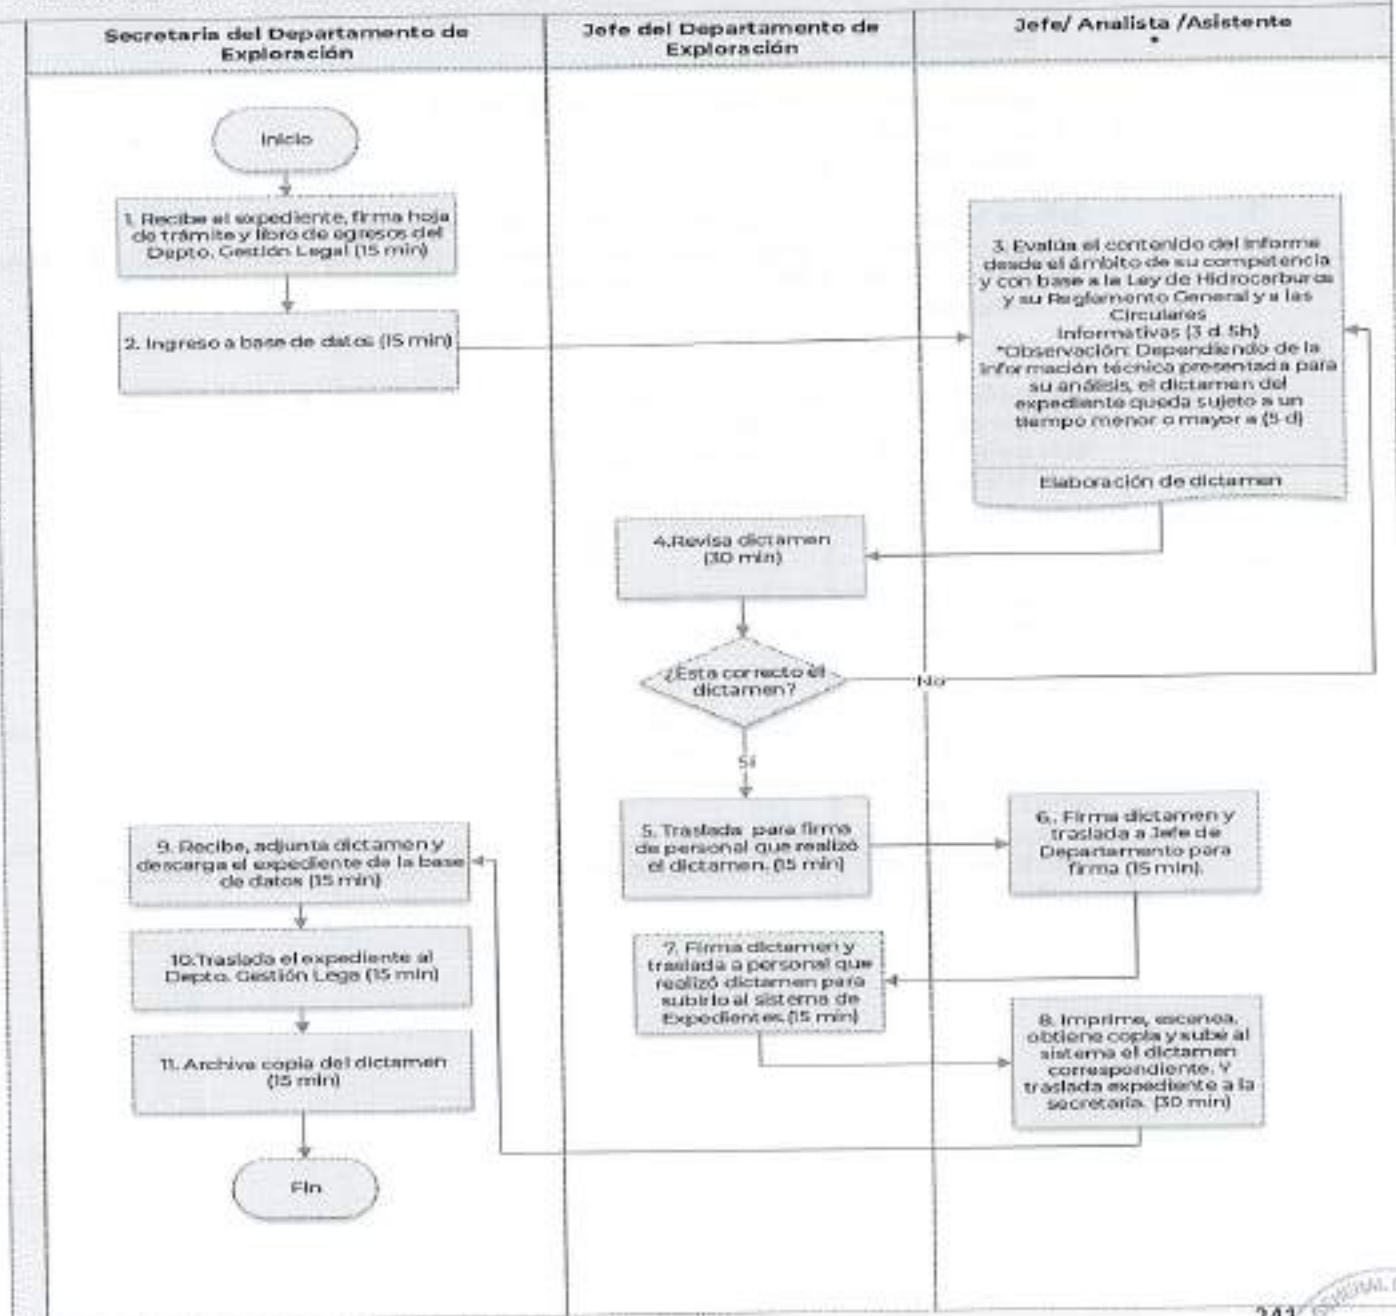 Secretaria del Departamento de
Exploración
Jefe del Departamento de
Exploración
Jefe/ Analista /Asistente
*
Inicio
1. Recibe el expediente, firma hoja
de trámite y libro de egresos del
Depto. Gestión Legal (15 min)
2. Ingreso a base de datos (15 min)
3. Evalúa el contenido del informe
desde el ámbito de su competencia
y con base a la Ley de Hidrocarburos
y su Reglamento General y a las
Circulares
Informativas (3 d. 5h)
*Observación: Dependiendo de la
información técnica presentada para
su análisis, el dictamen del
expediente queda sujeto a un
tiempo menor o mayor a (5 d)
Elaboración de dictamen
4.Revisa dictamen
(30 min)
¿Esta correcto el
dictamen?
No
Sí
5. Traslada para firma
de personal que realizó
el dictamen. (15 min)
6. Firma dictamen y
traslada a Jefe de
Departamento para
firma (15 min).
7. Firma dictamen y
traslada a personal que
realizó dictamen para
subirlo al sistema de
Expedientes.(15 min)
8. Imprime, escanea,
obtiene copia y sube al
sistema el dictamen
correspondiente. Y
traslada expediente a la
secretaria. (30 min)
9. Recibe, adjunta dictamen y
descarga el expediente de la base
de datos (15 min)
10.Traslada el expediente al
Depto. Gestión Lega (15 min)
11. Archiva copia del dictamen
(15 min)
Fin
241